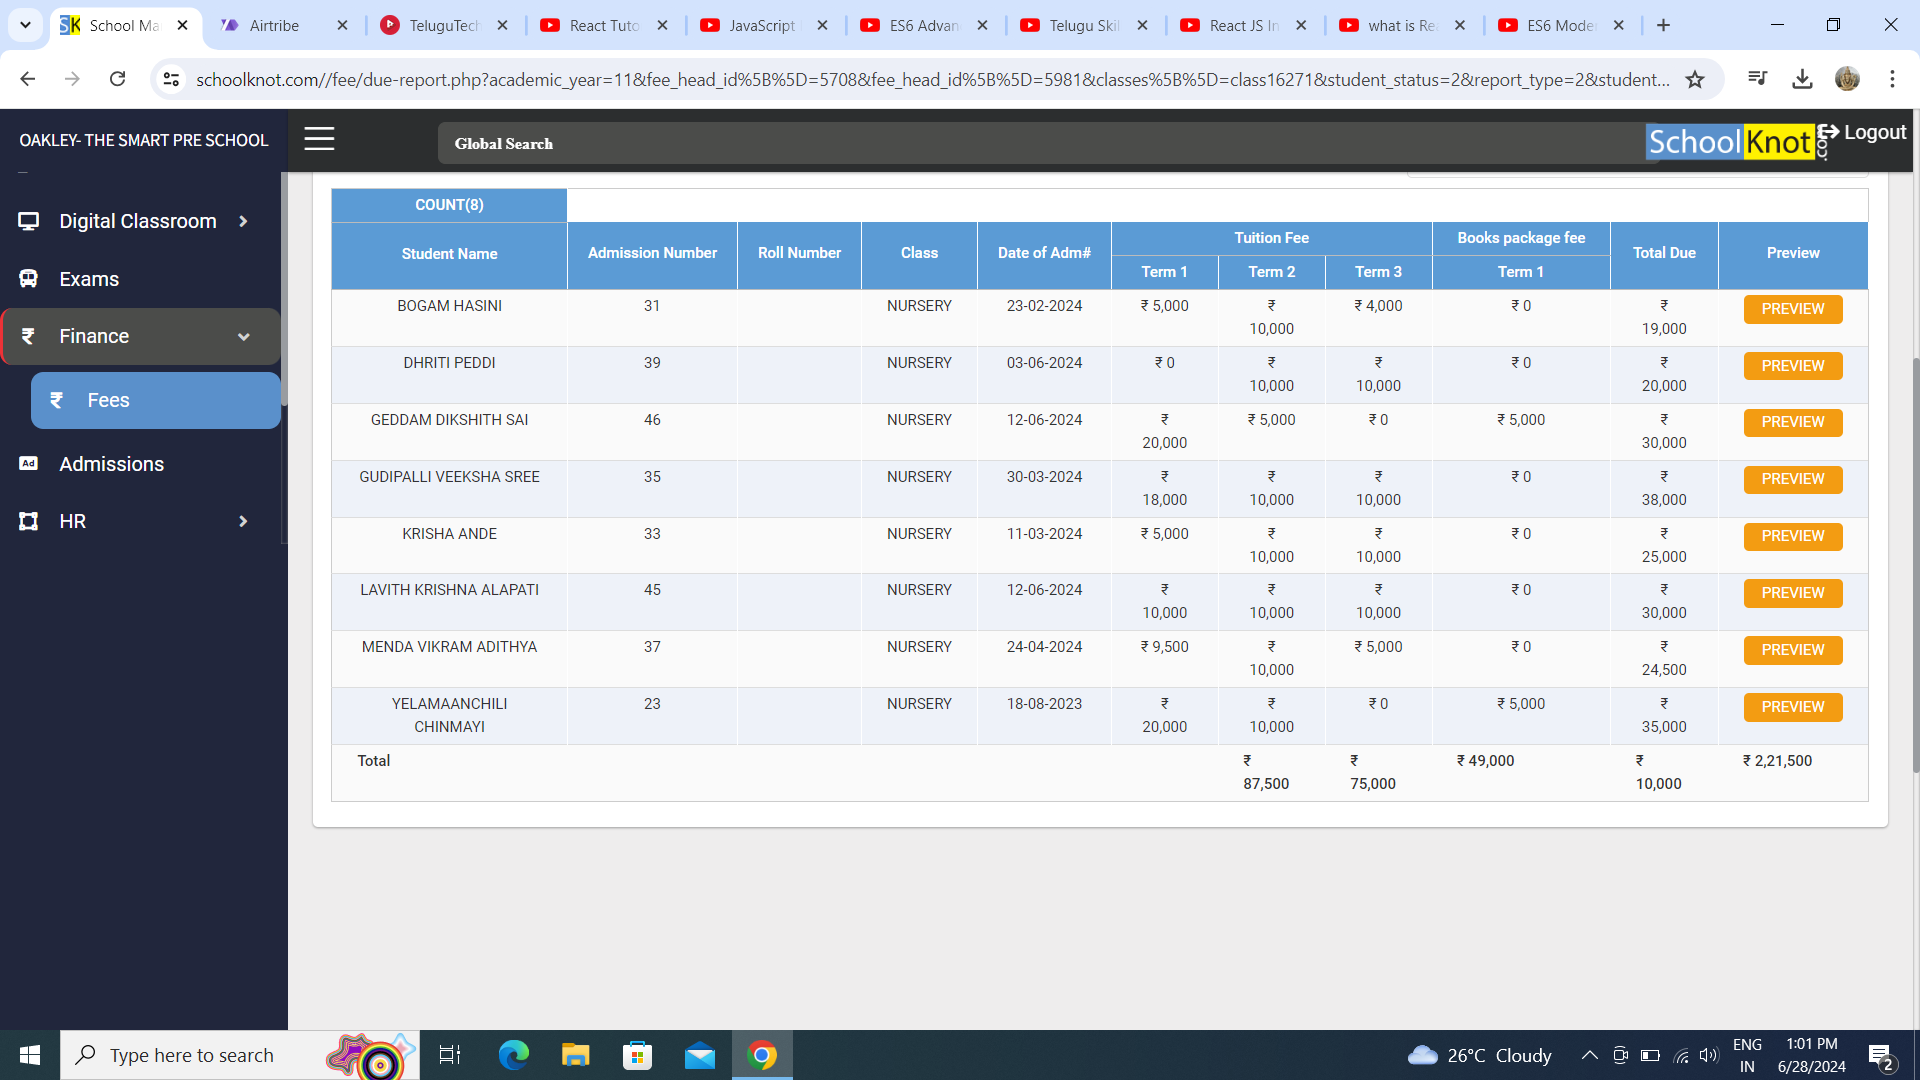 School Ma
Airtribe
TeluguTech
React Tuto
JavaScript
ES6 Advan
Telugu Skil
React JS In
what is Rea
ES6 Moder
schoolknot.com//fee/due-report.php?academic_year=11&fee_head_id%5B%5D=5708&fee_head_id%5B%5D=5981&classes%5B%5D=class16271&student_status=2&report_type=2&student...
OAKLEY- THE SMART PRE SCHOOL
Global Search
SchoolKnot.com
Logout
Digital Classroom
Exams
₹ Finance
₹ Fees
Ad Admissions
HR
COUNT(8)
Student Name Admission Number Roll Number Class Date of Adm# Tuition Fee Books package fee Total Due Preview
Term 1 Term 2 Term 3 Term 1
BOGAM HASINI 31 NURSERY 23-02-2024 ₹ 5,000 ₹ 10,000 ₹ 4,000 ₹ 0 ₹ 19,000 PREVIEW
DHRITI PEDDI 39 NURSERY 03-06-2024 ₹ 0 ₹ 10,000 ₹ 10,000 ₹ 0 ₹ 20,000 PREVIEW
GEDDAM DIKSHITH SAI 46 NURSERY 12-06-2024 ₹ 20,000 ₹ 5,000 ₹ 0 ₹ 5,000 ₹ 30,000 PREVIEW
GUDIPALLI VEEKSHA SREE 35 NURSERY 30-03-2024 ₹ 18,000 ₹ 10,000 ₹ 10,000 ₹ 0 ₹ 38,000 PREVIEW
KRISHA ANDE 33 NURSERY 11-03-2024 ₹ 5,000 ₹ 10,000 ₹ 10,000 ₹ 0 ₹ 25,000 PREVIEW
LAVITH KRISHNA ALAPATI 45 NURSERY 12-06-2024 ₹ 10,000 ₹ 10,000 ₹ 10,000 ₹ 0 ₹ 30,000 PREVIEW
MENDA VIKRAM ADITHYA 37 NURSERY 24-04-2024 ₹ 9,500 ₹ 10,000 ₹ 5,000 ₹ 0 ₹ 24,500 PREVIEW
YELAMAANCHILI CHINMAYI 23 NURSERY 18-08-2023 ₹ 20,000 ₹ 10,000 ₹ 0 ₹ 5,000 ₹ 35,000 PREVIEW
Total ₹ 87,500 ₹ 75,000 ₹ 49,000 ₹ 10,000 ₹ 2,21,500
Type here to search
26°C Cloudy
ENG
IN
1:01 PM
6/28/2024
2